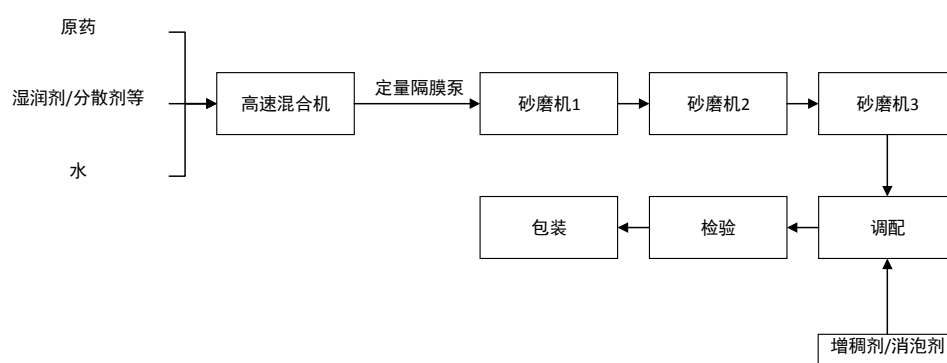 原药
湿润剂/分散剂等
水
高速混合机
定量隔膜泵
砂磨机1
砂磨机2
砂磨机3
包装
检验
调配
增稠剂/消泡剂